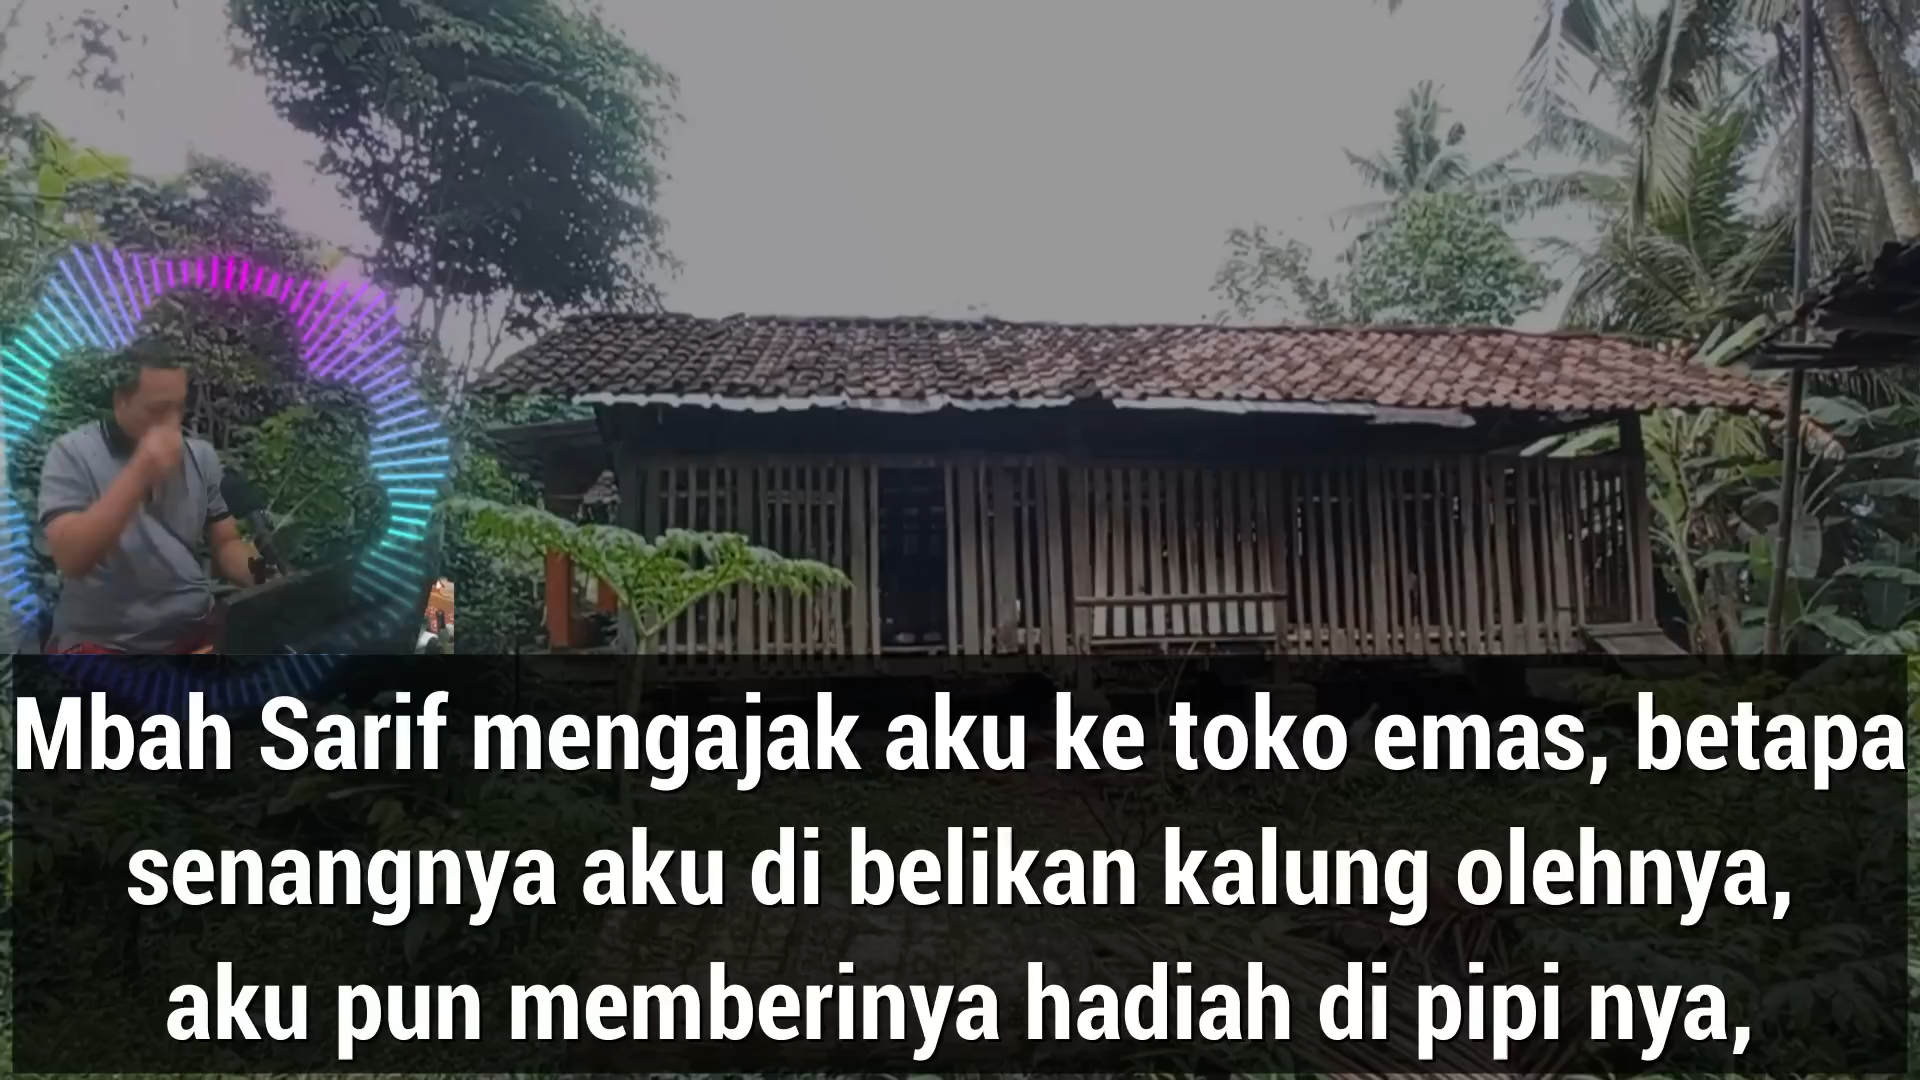 Mbah Sarif mengajak aku ke toko emas, betapa
senangnya aku di belikan kalung olehnya,
aku pun memberinya hadiah di pipi nya,